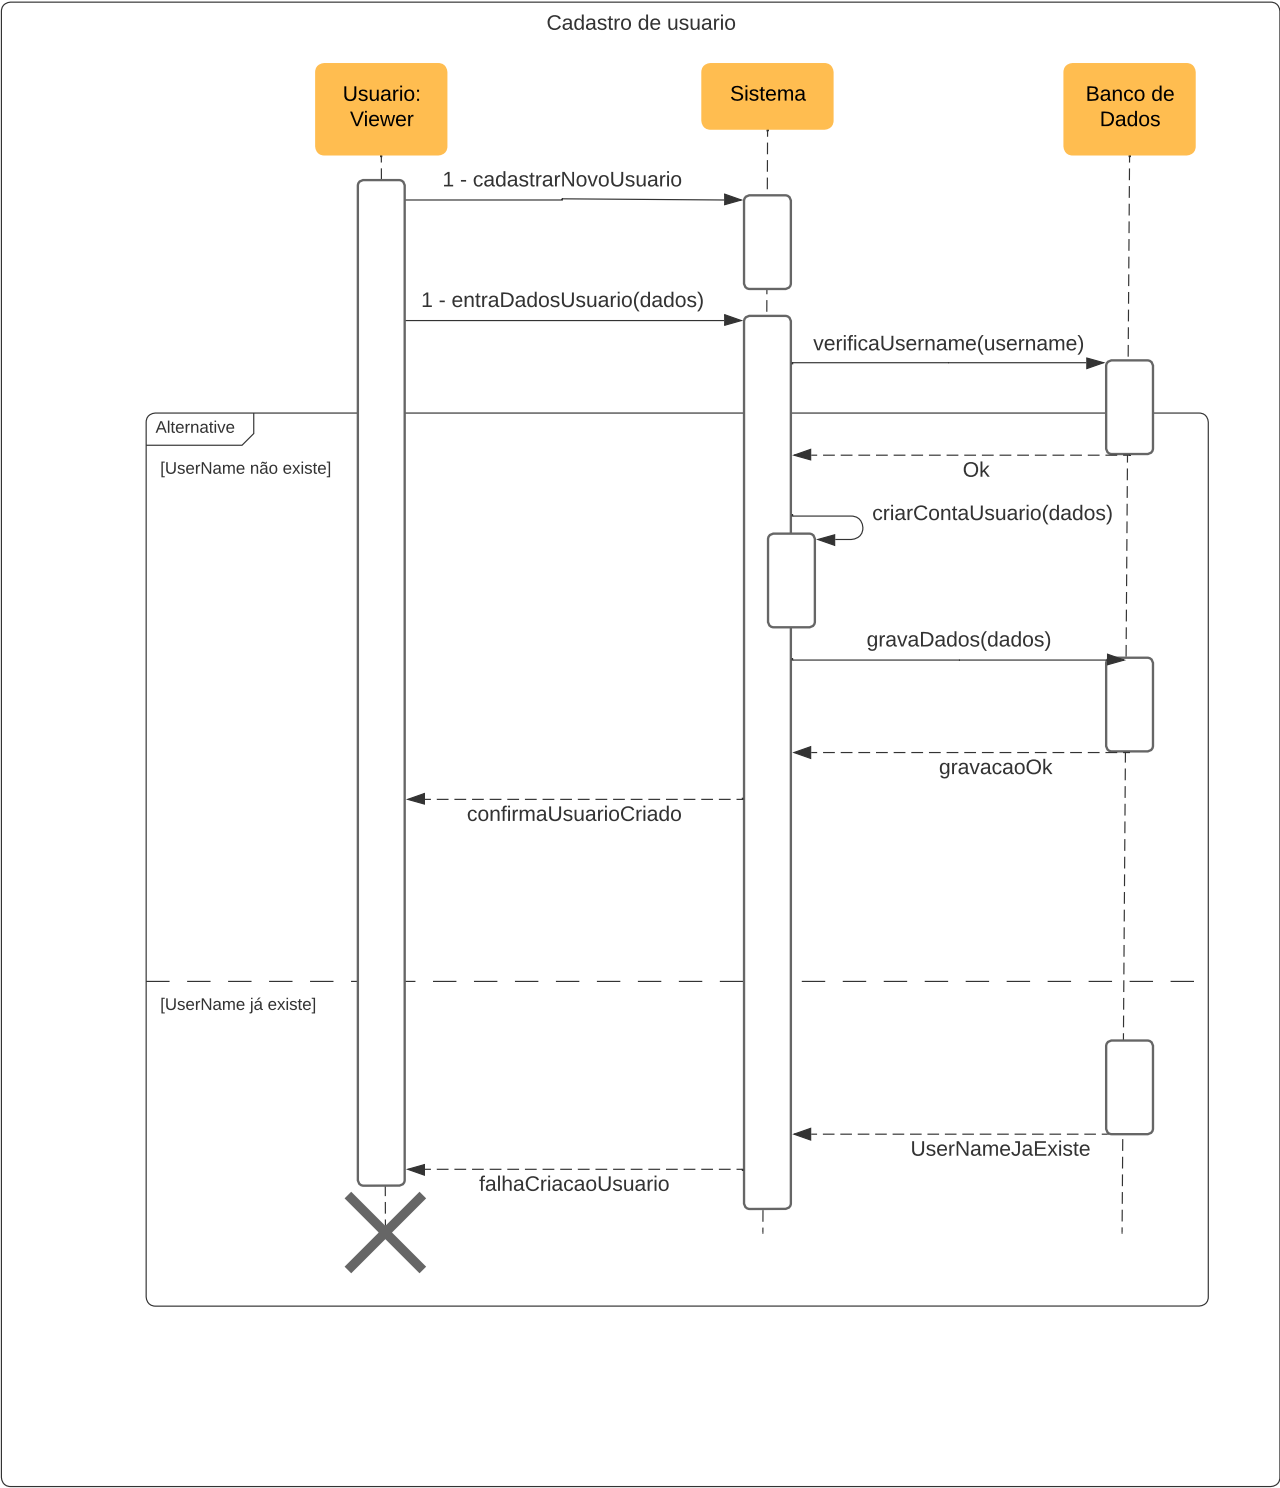 Cadastro de usuario
Usuario:
Viewer
Sistema
Banco de
Dados
1 - cadastrarNovoUsuario
1 - entraDadosUsuario(dados)
verificaUsername(username)
Alternative
[UserName não existe]
Ok
criarContaUsuario(dados)
gravaDados(dados)
gravacaoOk
confirmaUsuarioCriado
[UserName já existe]
UserNameJaExiste
falhaCriacaoUsuario